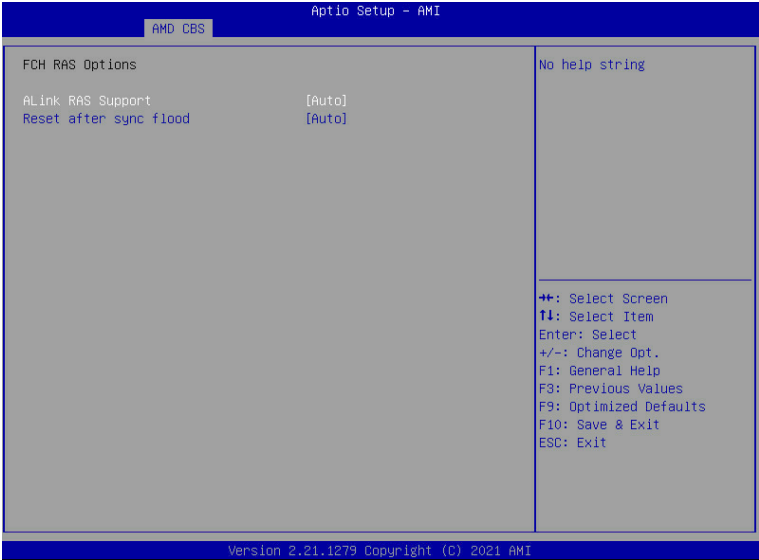 Aptio Setup – AMI
AMD CBS
FCH RAS Options
ALink RAS Support [Auto]
Reset after sync flood [Auto]
No help string
→←: Select Screen
↑↓: Select Item
Enter: Select
+/-: Change Opt.
F1: General Help
F3: Previous Values
F9: Optimized Defaults
F10: Save & Exit
ESC: Exit
Version 2.21.1279 Copyright (C) 2021 AMI